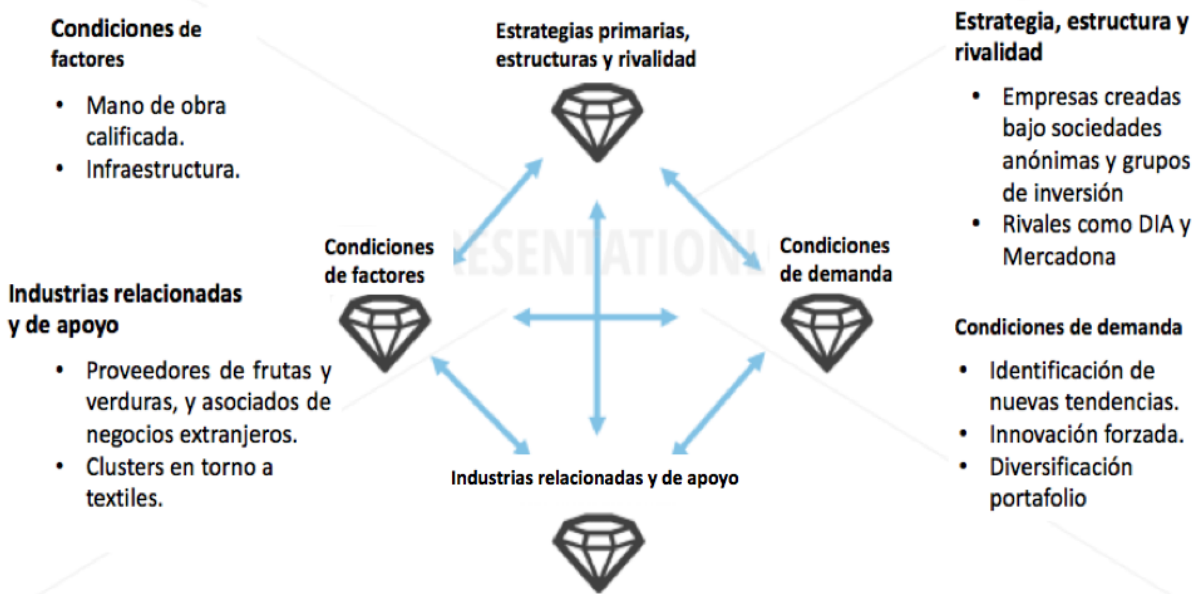 Condiciones de
factores
• Mano de obra
calificada.
• Infraestructura.
Industrias relacionadas
y de apoyo
• Proveedores de frutas y
verduras, y asociados de
negocios extranjeros.
• Clusters en torno a
textiles.
Estrategias primarias,
estructuras y rivalidad
Condiciones
de factores
RESENTATIONL
Condiciones
de demanda
Industrias relacionadas y de apoyo
Estrategia, estructura y
rivalidad
• Empresas creadas
bajo sociedades
anónimas y grupos
de inversión
• Rivales como DIA y
Mercadona
Condiciones de demanda
• Identificación de
nuevas tendencias.
• Innovación forzada.
• Diversificación
portafolio